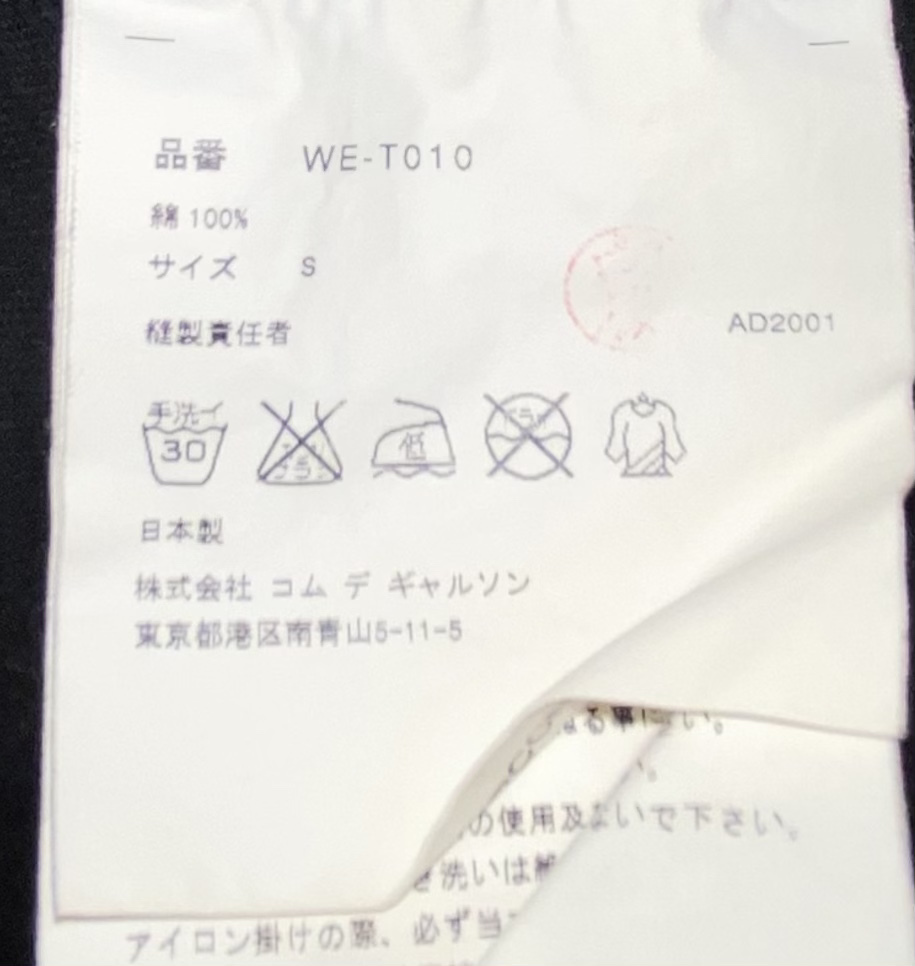 品番 WE-T010
綿 100%
サイズ S
縫製責任者
AD2001
手洗イ
30
低
日本製
株式会社 コム デ ギャルソン
東京都港区南青山5-11-5
の使用及ないで下さい。
洗いは
アイロン掛けの際、必ず当